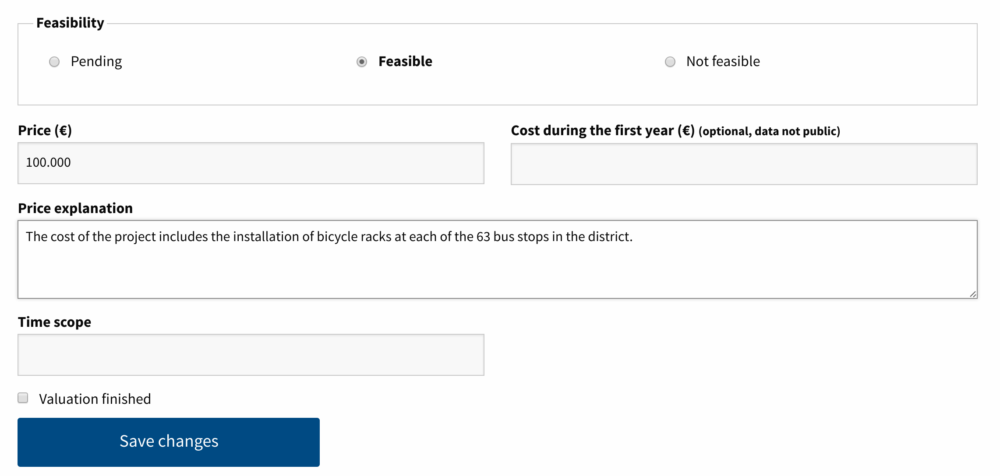 Feasibility
Pending
Feasible
Not feasible
Price (€)
Cost during the first year (€) (optional, data not public)
100.000
Price explanation
The cost of the project includes the installation of bicycle racks at each of the 63 bus stops in the district.
Time scope
Valuation finished
Save changes